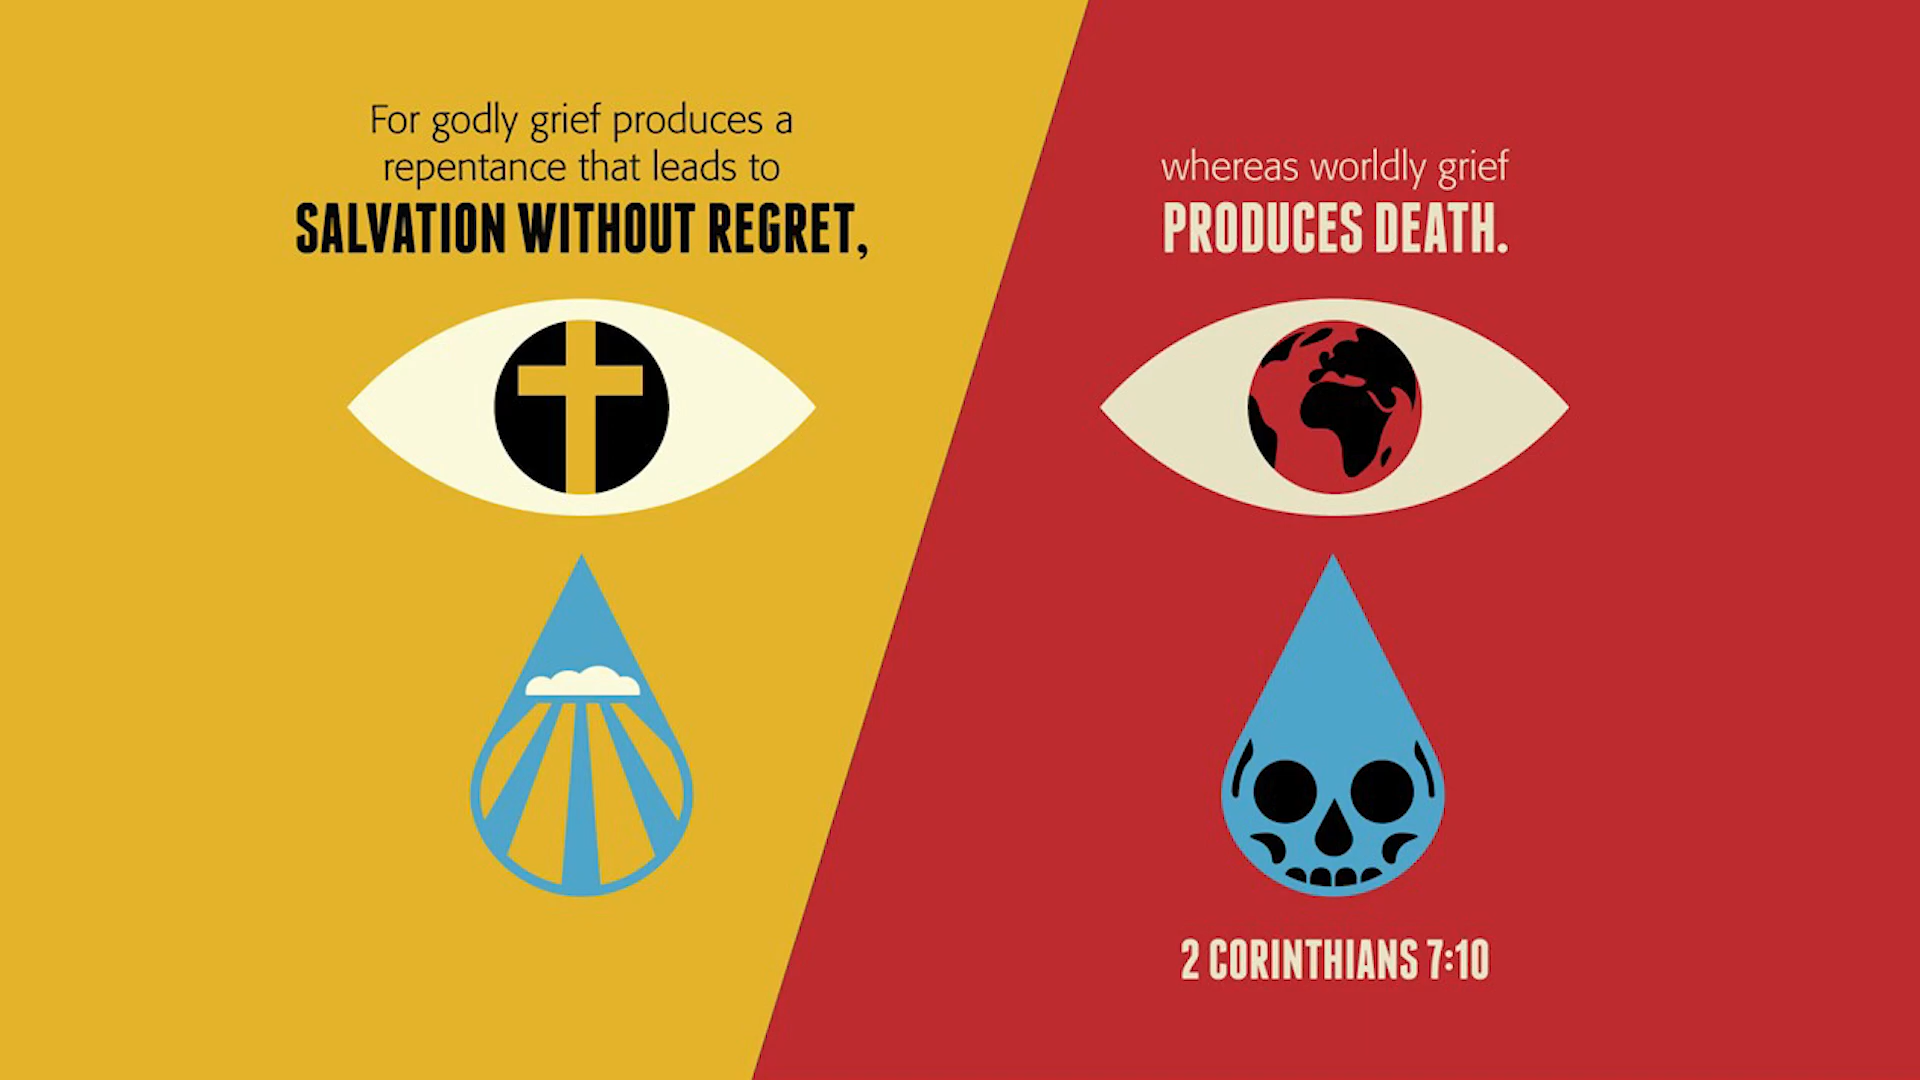 For godly grief produces a
repentance that leads to
SALVATION WITHOUT REGRET,
whereas worldly grief
PRODUCES DEATH.
2 CORINTHIANS 7:10